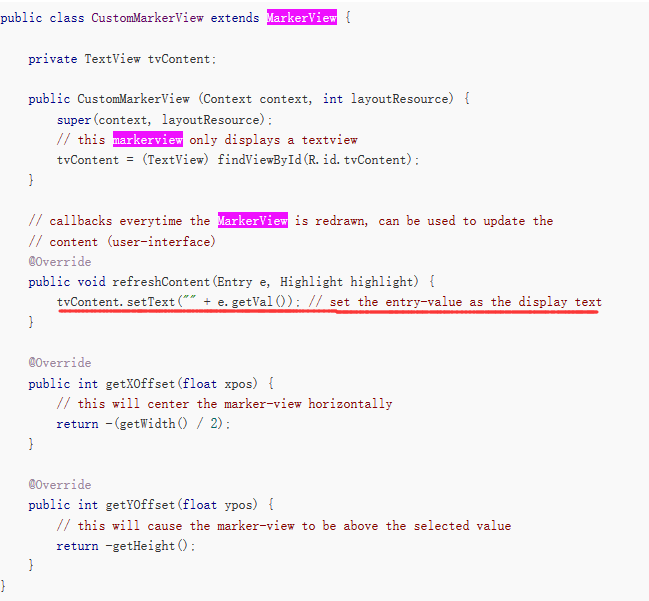 public class CustomMarkerView extends MarkerView {
private TextView tvContent;
public CustomMarkerView (Context context, int layoutResource) {
super(context, layoutResource);
// this markerview only displays a textview
tvContent = (TextView) findViewById(R.id.tvContent);
}
// callbacks everytime the MarkerView is redrawn, can be used to update the
// content (user-interface)
@Override
public void refreshContent(Entry e, Highlight highlight) {
tvContent.setText("" + e.getVal()); // set the entry-value as the display text
}
@Override
public int getXOffset(float xpos) {
// this will center the marker-view horizontally
return -(getWidth() / 2);
}
@Override
public int getYOffset(float ypos) {
// this will cause the marker-view to be above the selected value
return -getHeight();
}
}